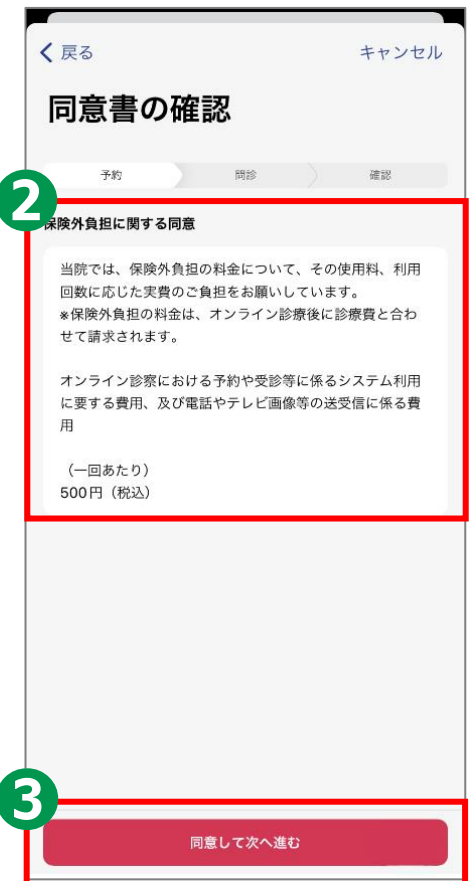 戻る
キャンセル
同意書の確認
予約
問診
確認
2
保険外負担に関する同意
当院では、保険外負担の料金について、その使用料、利用
回数に応じた実費のご負担をお願いしています。
※保険外負担の料金は、オンライン診療後に診療費と合わ
せて請求されます。
オンライン診察における予約や受診等に係るシステム利用
に要する費用、及び電話やテレビ画像等の送受信に係る費
用
（一回あたり）
500円（税込）
3
同意して次へ進む